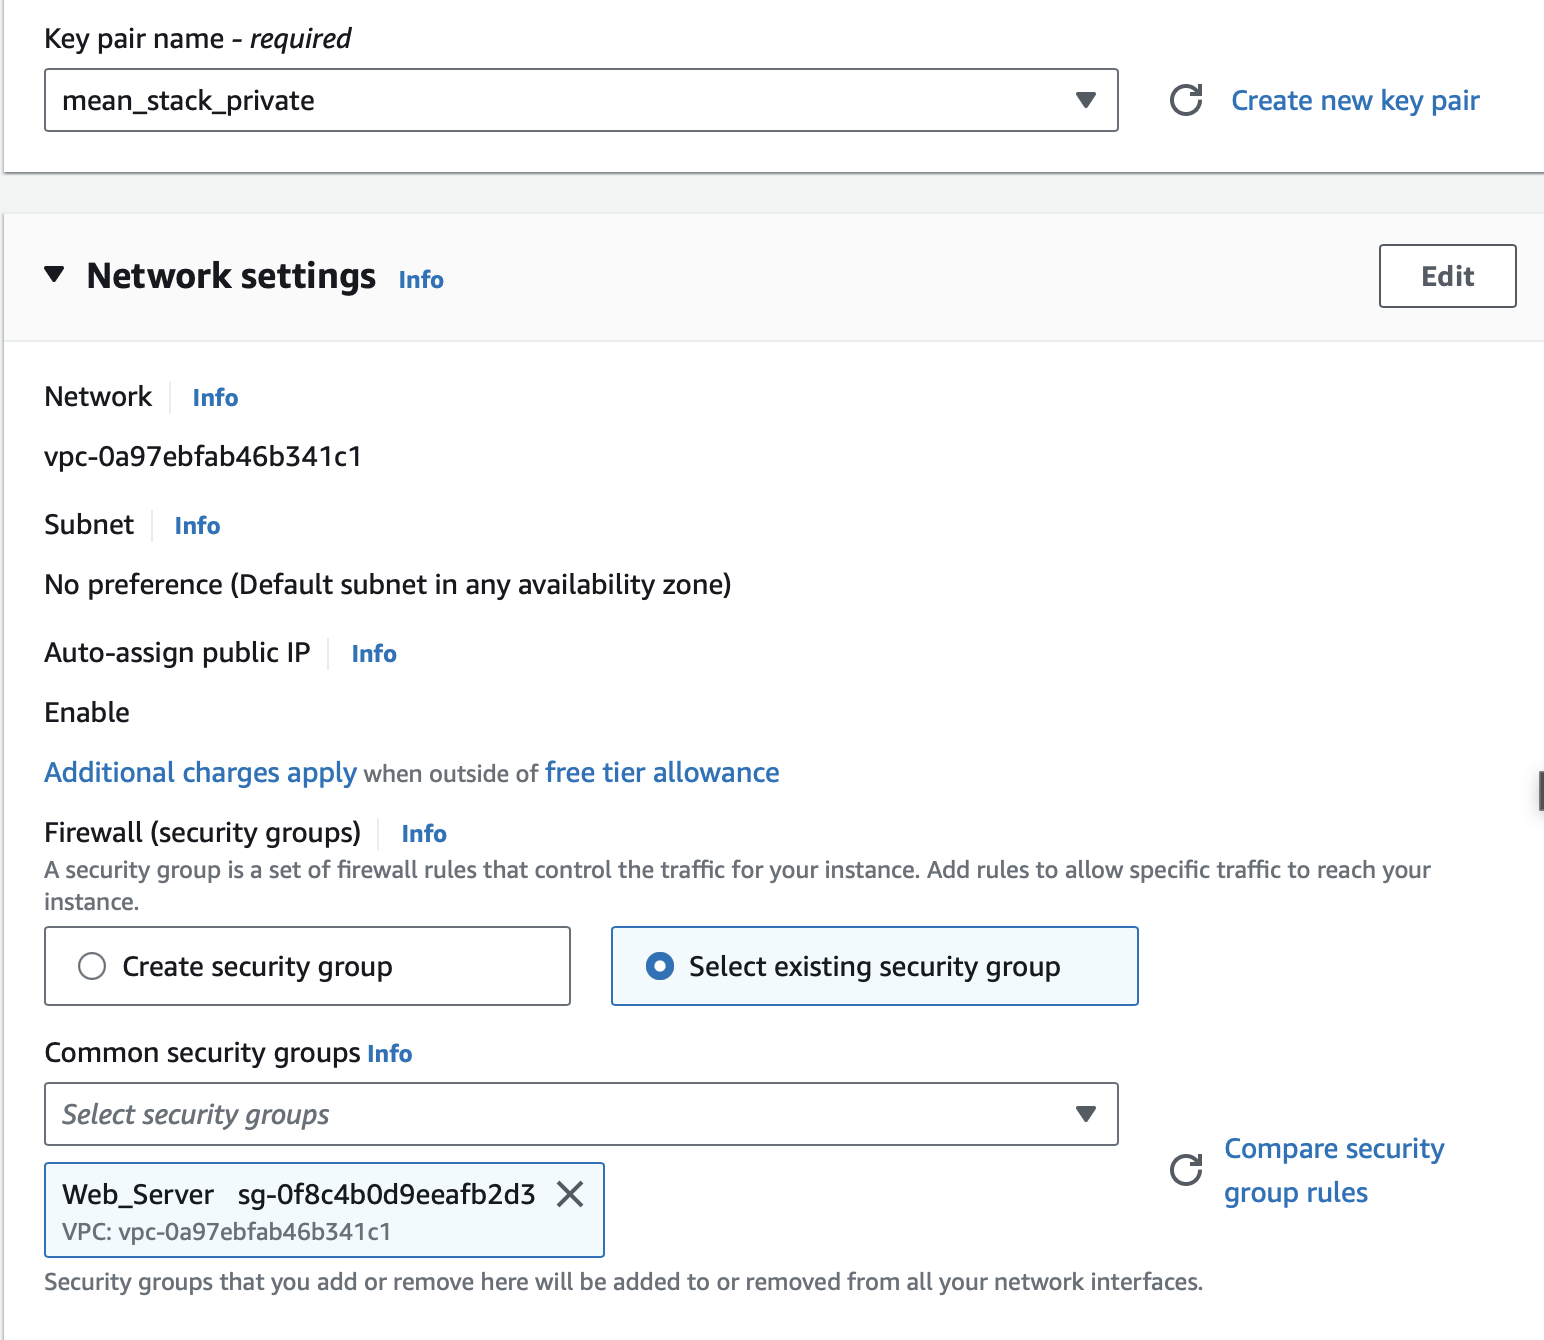 Key pair name - required
mean_stack_private
Create new key pair
Network settings Info
Edit
Network Info
vpc-0a97ebfab46b341c1
Subnet Info
No preference (Default subnet in any availability zone)
Auto-assign public IP Info
Enable
Additional charges apply when outside of free tier allowance
Firewall (security groups) Info
A security group is a set of firewall rules that control the traffic for your instance. Add rules to allow specific traffic to reach your
instance.
Create security group
Select existing security group
Common security groups Info
Select security groups
Compare security
group rules
Web_Server sg-0f8c4b0d9eeafb2d3
VPC: vpc-0a97ebfab46b341c1
Security groups that you add or remove here will be added to or removed from all your network interfaces.